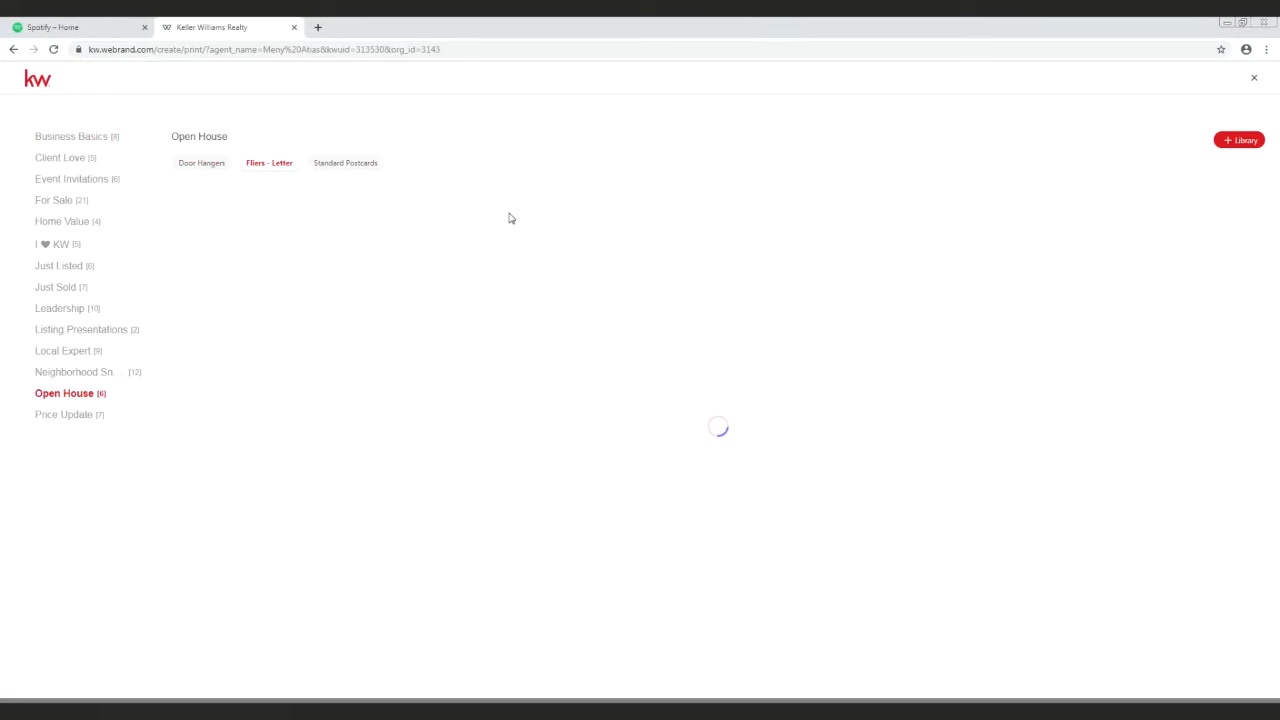 Spotify – Home
Keller Williams Realty
kw.webrand.com/create/print/?agent_name=Meny%20Atias&kwuid=313530&org_id=3143
kw
Business Basics [8]
Client Love [5]
Event Invitations [6]
For Sale [21]
Home Value [4]
I ♥ KW [5]
Just Listed [6]
Just Sold [7]
Leadership [10]
Listing Presentations [2]
Local Expert [9]
Neighborhood Sn... [12]
Open House [6]
Price Update [7]
Open House
Door Hangers
Fliers - Letter
Standard Postcards
+ Library